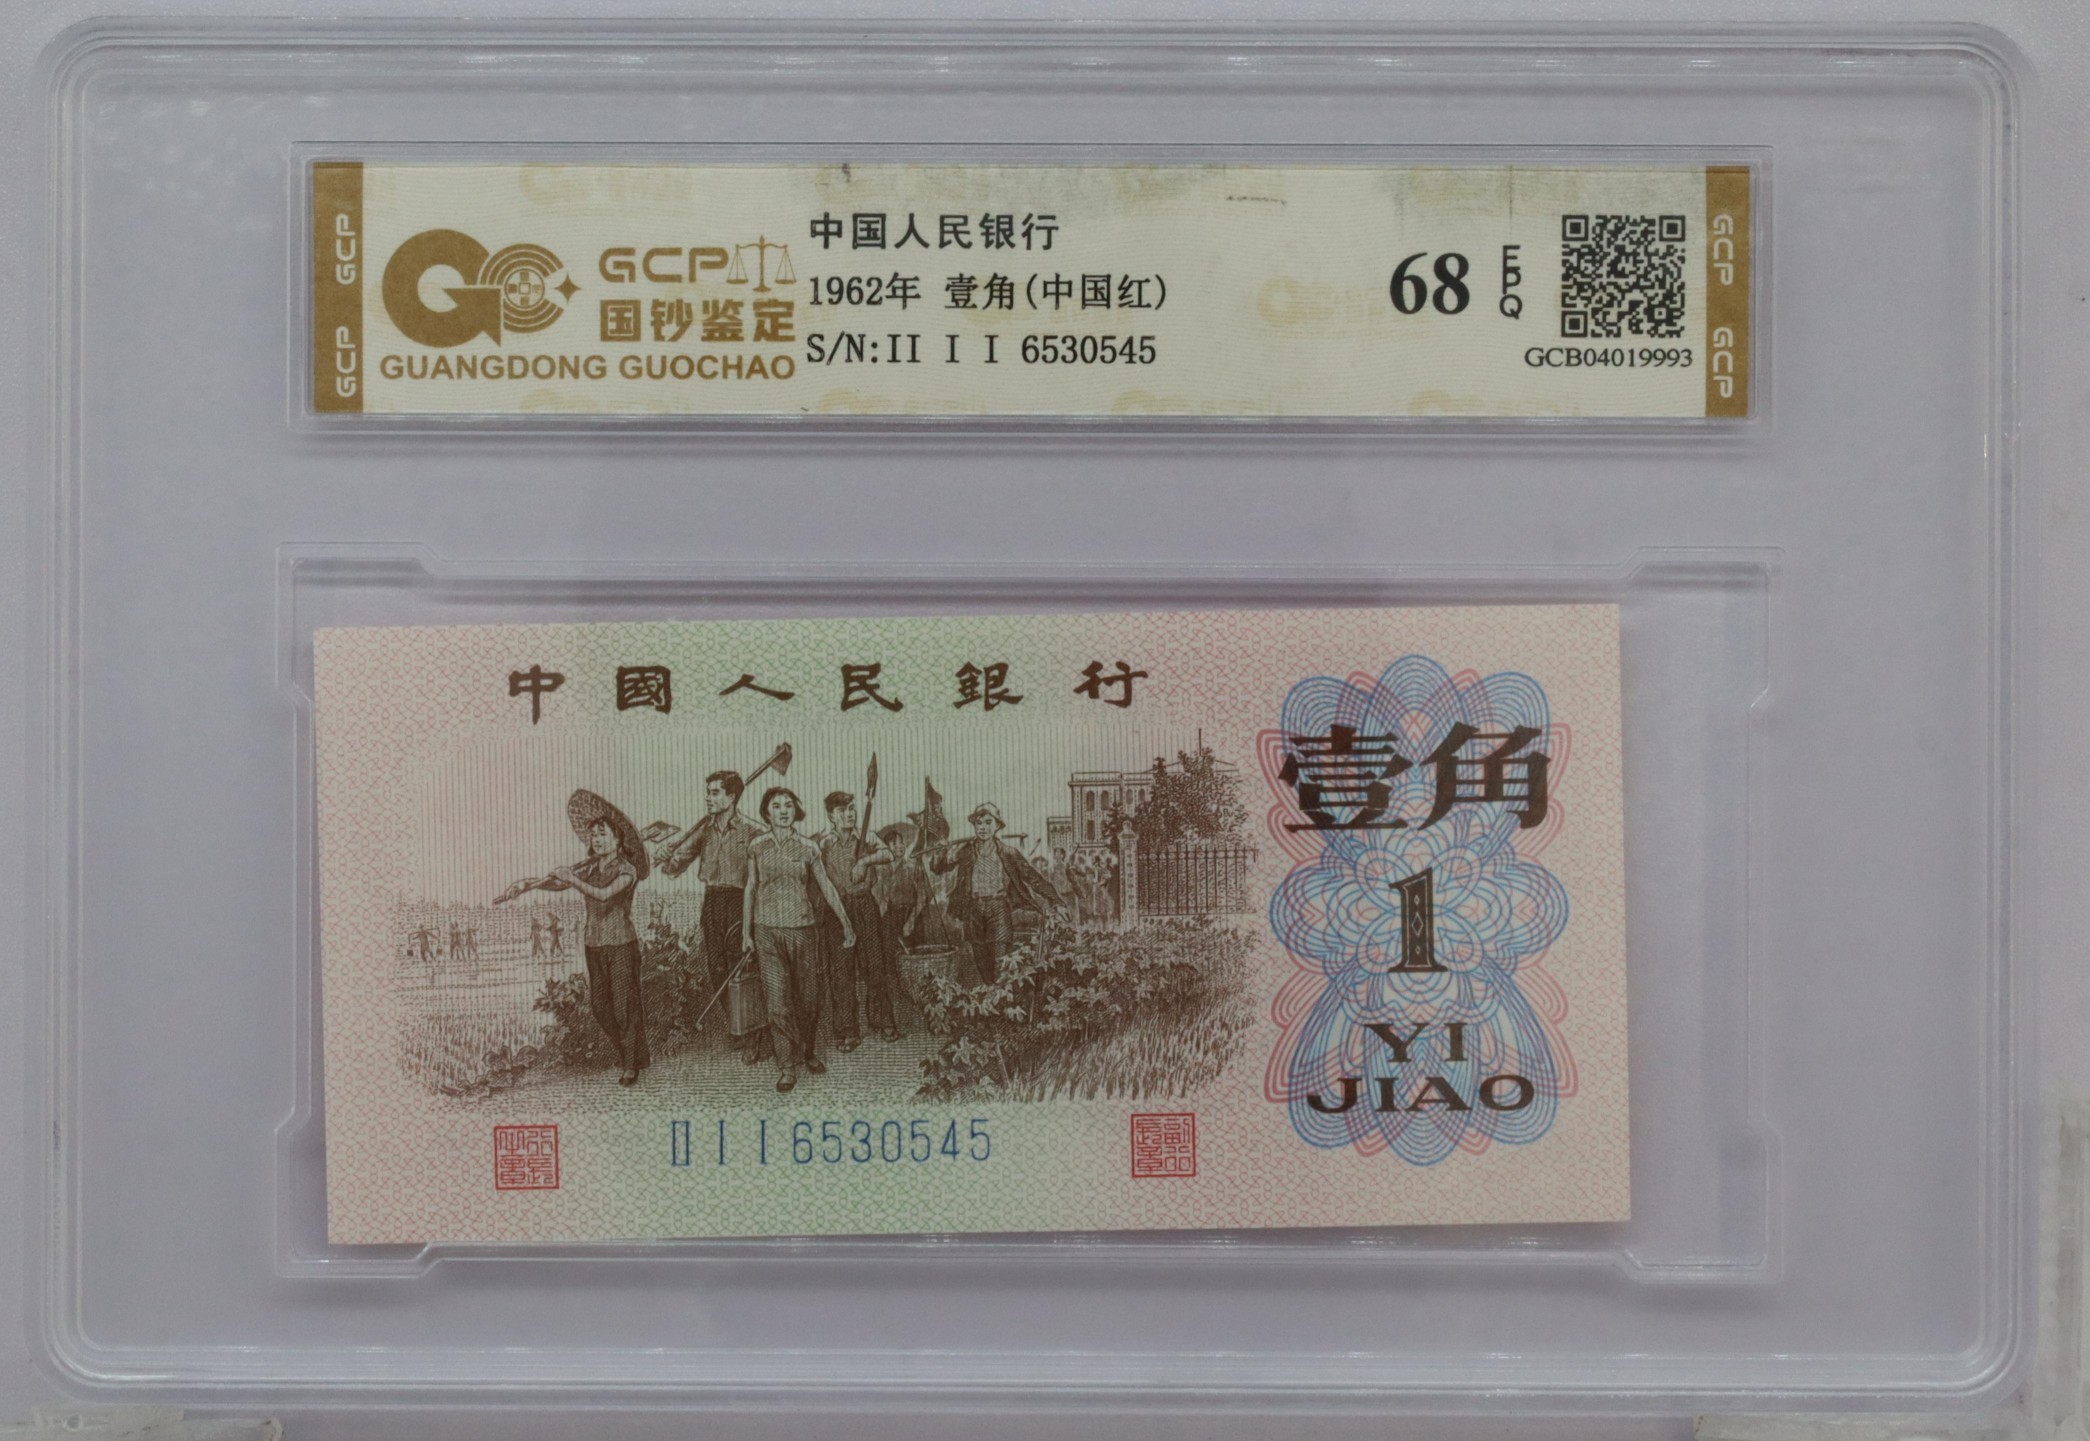 GCP
GCP
GCP
国钞鉴定
GUANGDONG GUOCHAO
中国人民银行
1962年 壹角(中国红)
S/N:II I I 6530545
68
EPQ
GCB04019993
GCP
GCP
中國人民銀行
壹角
1
YI
JIAO
II I I 6530545